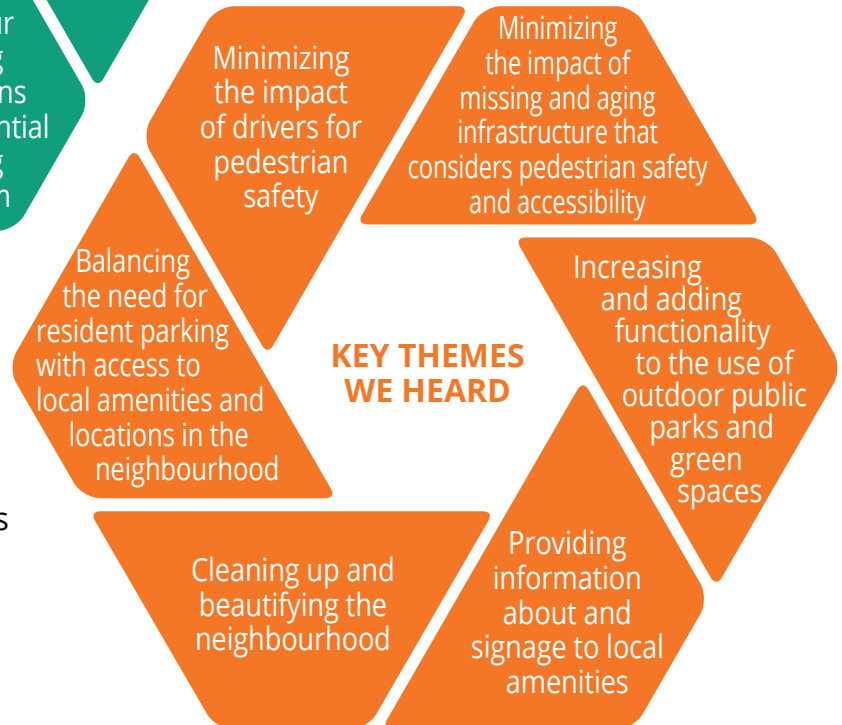 Minimizing
the impact
of drivers for
pedestrian
safety
Minimizing
the impact of
missing and aging
infrastructure that
considers pedestrian safety
and accessibility
Balancing
the need for
resident parking
with access to
local amenities and
locations in the
neighbourhood
KEY THEMES
WE HEARD
Increasing
and adding
functionality
to the use of
outdoor public
parks and
green
spaces
Cleaning up and
beautifying the
neighbourhood
Providing
information
about and
signage to local
amenities